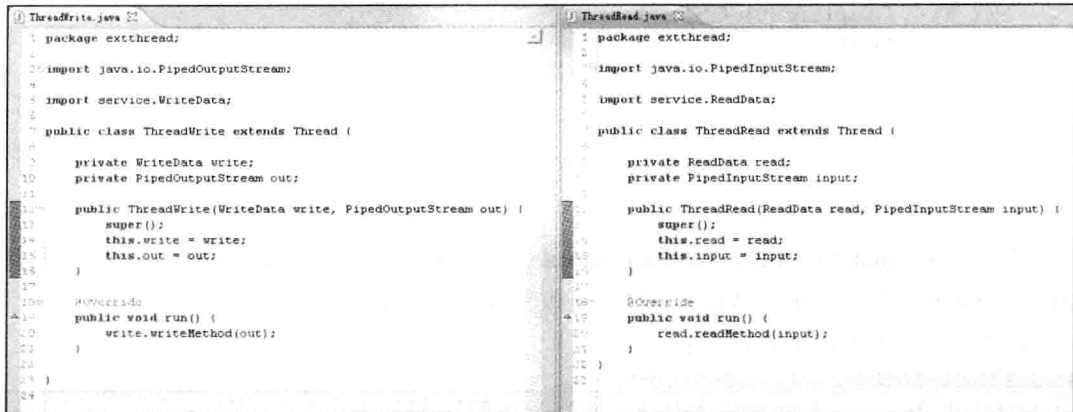 ThreadWrite.java
package extthread;
import java.io.PipedOutputStream;
import service.WriteData;
public class ThreadWrite extends Thread {
private WriteData write;
private PipedOutputStream out;
public ThreadWrite(WriteData write, PipedOutputStream out) {
super();
this.write = write;
this.out = out;
}
@Override
public void run() {
write.writeMethod(out);
}
}
ThreadRead.java
package extthread;
import java.io.PipedInputStream;
import service.ReadData;
public class ThreadRead extends Thread {
private ReadData read;
private PipedInputStream input;
public ThreadRead(ReadData read, PipedInputStream input) {
super();
this.read = read;
this.input = input;
}
@Override
public void run() {
read.readMethod(input);
}
}